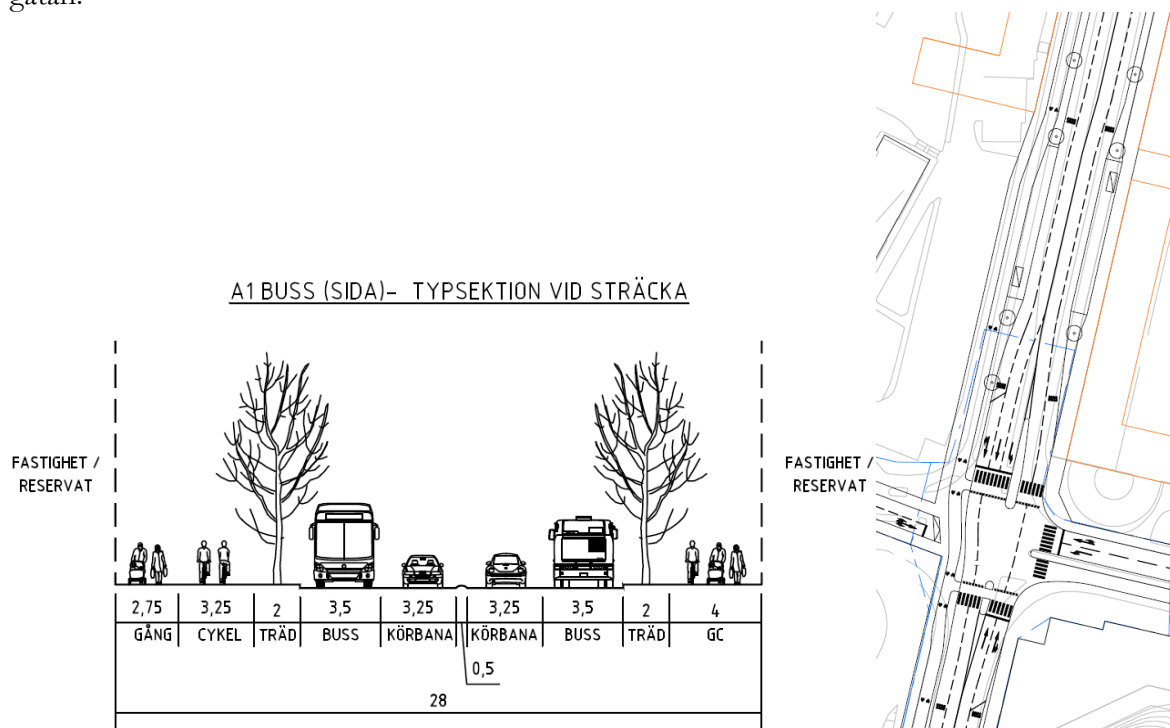 gatan.
A1 BUSS (SIDA)- TYPSEKTION VID STRÄCKA
FASTIGHET /
RESERVAT
FASTIGHET /
RESERVAT
2,75 3,25 2 3,5 3,25 3,25 3,5 2 4
GÅNG CYKEL TRÄD BUSS KÖRBANA KÖRBANA BUSS TRÄD GC
0,5
28